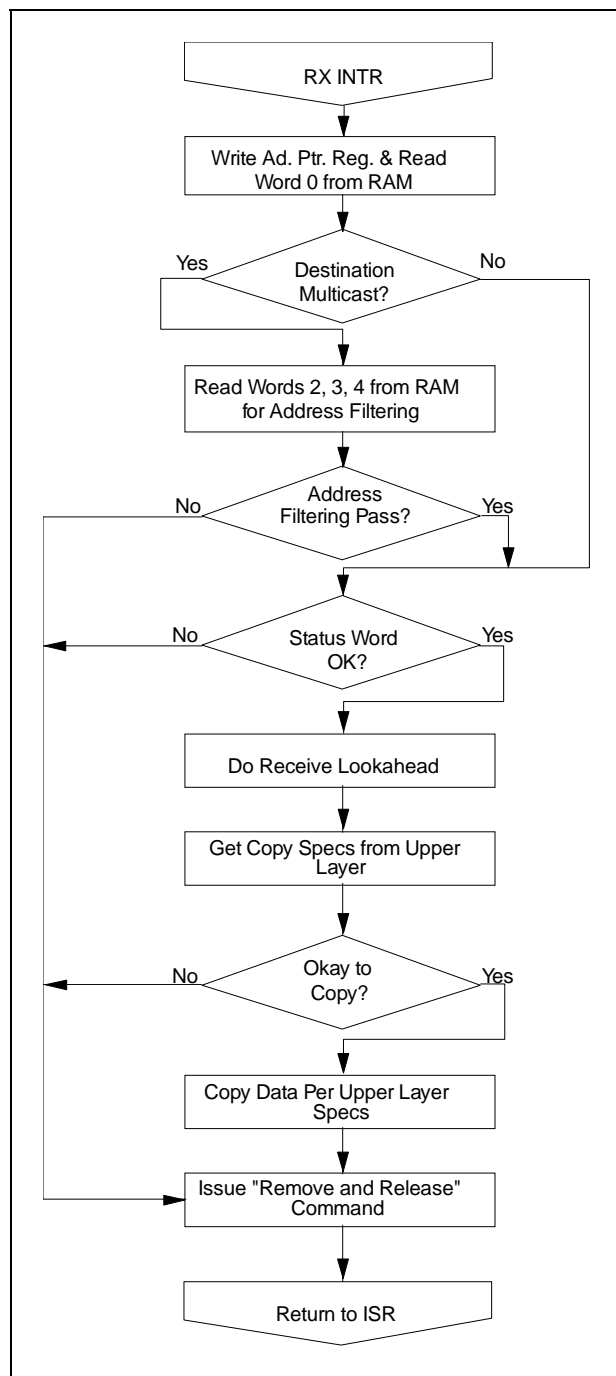 RX INTR
Write Ad. Ptr. Reg. & Read
Word 0 from RAM
Yes
No
Destination
Multicast?
Read Words 2, 3, 4 from RAM
for Address Filtering
No
Address
Filtering Pass?
Yes
No
Status Word
OK?
Yes
Do Receive Lookahead
Get Copy Specs from Upper
Layer
No
Okay to
Copy?
Yes
Copy Data Per Upper Layer
Specs
Issue "Remove and Release"
Command
Return to ISR